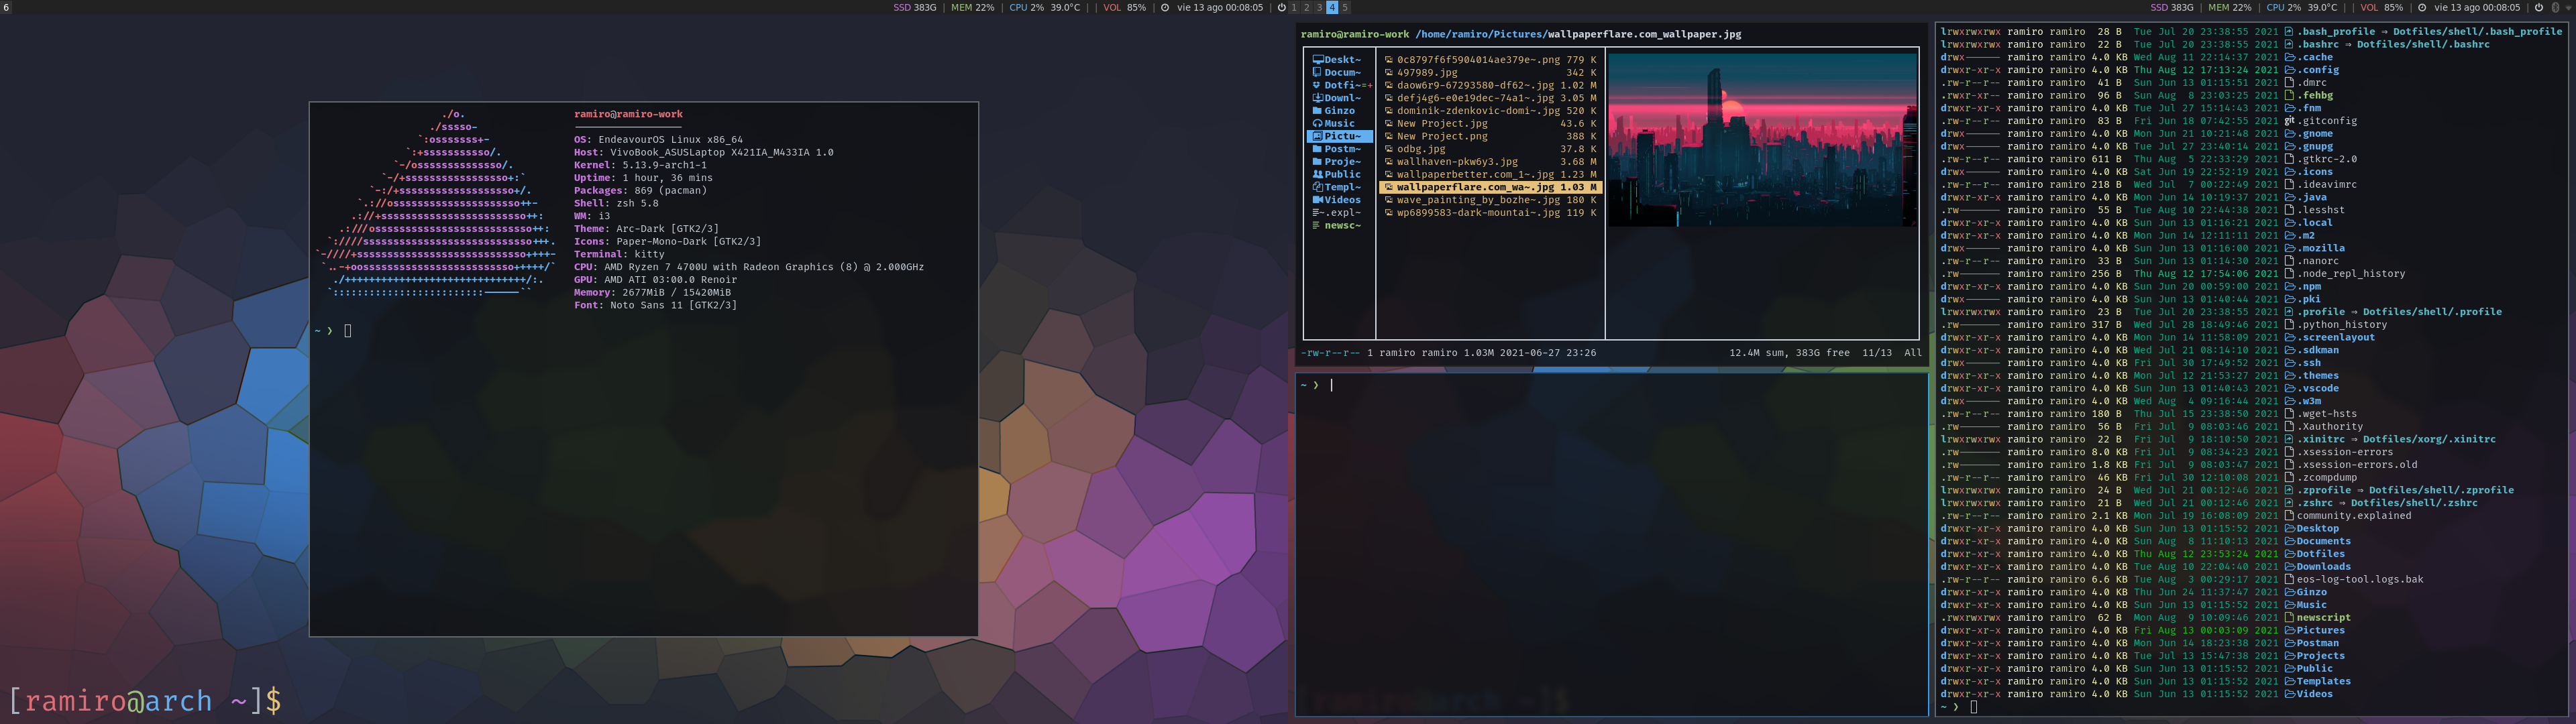 6
SSD 383G | MEM 22% | CPU 2% 39.0°C | | VOL 85% | vie 13 ago 00:08:05 |
1 2 3 4 5
SSD 383G | MEM 22% | CPU 2% 39.0°C | | VOL 85% | vie 13 ago 00:08:05 |
ramiro@ramiro-work
OS: EndeavourOS Linux x86_64
Host: VivoBook_ASUSLaptop X421IA_M433IA 1.0
Kernel: 5.13.9-arch1-1
Uptime: 1 hour, 36 mins
Packages: 869 (pacman)
Shell: zsh 5.8
WM: i3
Theme: Arc-Dark [GTK2/3]
Icons: Paper-Mono-Dark [GTK2/3]
Terminal: kitty
CPU: AMD Ryzen 7 4700U with Radeon Graphics (8) @ 2.000GHz
GPU: AMD ATI 03:00.0 Renoir
Memory: 2677MiB / 15420MiB
Font: Noto Sans 11 [GTK2/3]
~ ❯
[ramiro@arch ~]$
ramiro@ramiro-work /home/ramiro/Pictures/wallpaperflare.com_wallpaper.jpg
Deskt~
Docum~
Dotfi~=+
Downl~
Ginzo
Music
Pictu~
Postm~
Proje~
Public
Templ~
Videos
~.expl~
newsc~
0c8797f6f5904014ae379e~.png 779 K
497989.jpg 342 K
daow6r9-67293580-df62~.jpg 1.02 M
defj4g6-e0e19dec-74a1~.jpg 3.05 M
dominik-zdenkovic-domi~.jpg 520 K
New Project.jpg 43.6 K
New Project.png 388 K
odbg.jpg 37.8 K
wallhaven-pkw6y3.jpg 3.68 M
wallpaperbetter.com_1~.jpg 1.23 M
wallpaperflare.com_wa~.jpg 1.03 M
wave_painting_by_bozhe~.jpg 180 K
wp6899583-dark-mountai~.jpg 119 K
-rw-r--r-- 1 ramiro ramiro 1.03M 2021-06-27 23:26 12.4M sum, 383G free 11/13 All
~ ❯
lrwxrwxrwx ramiro ramiro 28 B Tue Jul 20 23:38:55 2021 .bash_profile ⇒ Dotfiles/shell/.bash_profile
lrwxrwxrwx ramiro ramiro 22 B Tue Jul 20 23:38:55 2021 .bashrc ⇒ Dotfiles/shell/.bashrc
drwx------ ramiro ramiro 4.0 KB Wed Aug 11 22:14:37 2021 .cache
drwxr-xr-x ramiro ramiro 4.0 KB Thu Aug 12 17:13:24 2021 .config
.rw-r--r-- ramiro ramiro 41 B Sun Jun 13 01:15:51 2021 .dmrc
.rwxr-xr-- ramiro ramiro 96 B Sun Aug 8 23:03:25 2021 .fehbg
drwxr-xr-x ramiro ramiro 4.0 KB Tue Jul 27 15:14:43 2021 .fnm
.rw-r--r-- ramiro ramiro 83 B Fri Jun 18 07:42:55 2021 git .gitconfig
drwx------ ramiro ramiro 4.0 KB Mon Jun 21 10:21:48 2021 .gnome
drwx------ ramiro ramiro 4.0 KB Tue Jul 27 23:40:14 2021 .gnupg
.rw-r--r-- ramiro ramiro 611 B Thu Aug 5 22:33:29 2021 .gtkrc-2.0
drwxr-xr-x ramiro ramiro 4.0 KB Sat Jun 19 22:52:19 2021 .icons
.rw-r--r-- ramiro ramiro 218 B Wed Jul 7 00:22:49 2021 .ideavimrc
drwxr-xr-x ramiro ramiro 4.0 KB Mon Jun 14 10:19:37 2021 .java
.rw------- ramiro ramiro 55 B Tue Aug 10 22:44:38 2021 .lesshst
drwxr-xr-x ramiro ramiro 4.0 KB Sun Jun 13 01:16:21 2021 .local
drwxr-xr-x ramiro ramiro 4.0 KB Mon Jun 14 12:11:11 2021 .m2
drwx------ ramiro ramiro 4.0 KB Sun Jun 13 01:16:00 2021 .mozilla
.rw-r--r-- ramiro ramiro 33 B Sun Jun 13 01:14:30 2021 .nanorc
.rw------- ramiro ramiro 256 B Thu Aug 12 17:54:06 2021 .node_repl_history
drwxr-xr-x ramiro ramiro 4.0 KB Sun Jun 20 00:59:00 2021 .npm
drwx------ ramiro ramiro 4.0 KB Sun Jun 13 01:40:44 2021 .pki
lrwxrwxrwx ramiro ramiro 23 B Tue Jul 20 23:38:55 2021 .profile ⇒ Dotfiles/shell/.profile
.rw------- ramiro ramiro 317 B Wed Jul 28 18:49:46 2021 .python_history
drwxr-xr-x ramiro ramiro 4.0 KB Mon Jun 14 11:58:09 2021 .screenlayout
drwxr-xr-x ramiro ramiro 4.0 KB Wed Jul 21 08:14:10 2021 .sdkman
drwx------ ramiro ramiro 4.0 KB Fri Jul 30 17:49:52 2021 .ssh
drwxr-xr-x ramiro ramiro 4.0 KB Mon Jul 12 21:53:27 2021 .themes
drwxr-xr-x ramiro ramiro 4.0 KB Sun Jun 13 01:40:43 2021 .vscode
drwx------ ramiro ramiro 4.0 KB Wed Aug 4 09:16:44 2021 .w3m
.rw-r--r-- ramiro ramiro 180 B Thu Jul 15 23:38:50 2021 .wget-hsts
.rw------- ramiro ramiro 56 B Fri Jul 9 08:03:46 2021 .Xauthority
lrwxrwxrwx ramiro ramiro 22 B Fri Jul 9 18:10:50 2021 .xinitrc ⇒ Dotfiles/xorg/.xinitrc
.rw------- ramiro ramiro 8.0 KB Fri Jul 9 08:34:23 2021 .xsession-errors
.rw------- ramiro ramiro 1.8 KB Fri Jul 9 08:03:47 2021 .xsession-errors.old
.rw-r--r-- ramiro ramiro 46 KB Fri Jul 30 12:10:08 2021 .zcompdump
lrwxrwxrwx ramiro ramiro 24 B Wed Jul 21 00:12:46 2021 .zprofile ⇒ Dotfiles/shell/.zprofile
lrwxrwxrwx ramiro ramiro 21 B Wed Jul 21 00:12:46 2021 .zshrc ⇒ Dotfiles/shell/.zshrc
.rw-r--r-- ramiro ramiro 2.1 KB Mon Jul 19 16:08:09 2021 community.explained
drwxr-xr-x ramiro ramiro 4.0 KB Sun Jun 13 01:15:52 2021 Desktop
drwxr-xr-x ramiro ramiro 4.0 KB Sun Aug 8 11:10:13 2021 Documents
drwxr-xr-x ramiro ramiro 4.0 KB Thu Aug 12 23:53:24 2021 Dotfiles
drwxr-xr-x ramiro ramiro 4.0 KB Tue Aug 10 22:04:40 2021 Downloads
.rw-r--r-- ramiro ramiro 6.6 KB Tue Aug 3 00:29:17 2021 eos-log-tool.logs.bak
drwxr-xr-x ramiro ramiro 4.0 KB Thu Jun 24 11:37:47 2021 Ginzo
drwxr-xr-x ramiro ramiro 4.0 KB Sun Jun 13 01:15:52 2021 Music
.rwxrwxrwx ramiro ramiro 62 B Mon Aug 9 10:09:46 2021 newscript
drwxr-xr-x ramiro ramiro 4.0 KB Fri Aug 13 00:03:09 2021 Pictures
drwxr-xr-x ramiro ramiro 4.0 KB Mon Jun 14 18:23:38 2021 Postman
drwxr-xr-x ramiro ramiro 4.0 KB Tue Jul 13 15:47:38 2021 Projects
drwxr-xr-x ramiro ramiro 4.0 KB Sun Jun 13 01:15:52 2021 Public
drwxr-xr-x ramiro ramiro 4.0 KB Sun Jun 13 01:15:52 2021 Templates
drwxr-xr-x ramiro ramiro 4.0 KB Sun Jun 13 01:15:52 2021 Videos
~ ❯